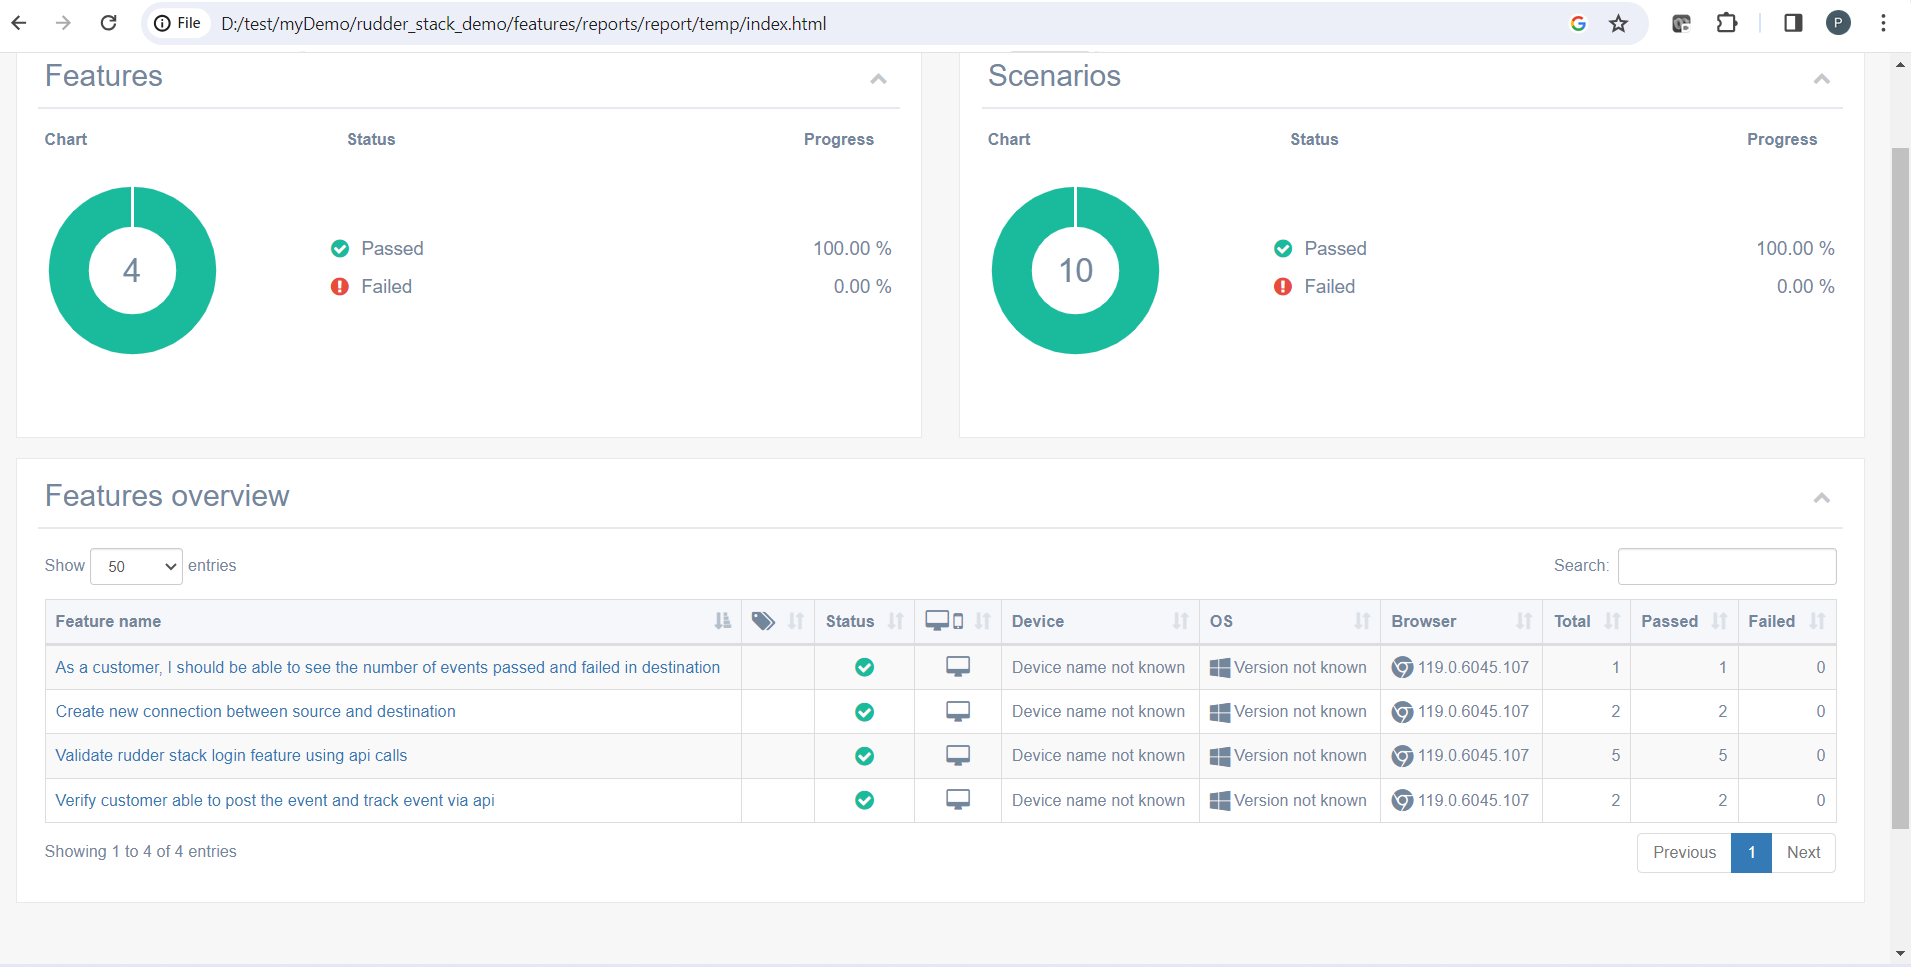 File D:/test/myDemo/rudder_stack_demo/features/reports/report/temp/index.html P
Features
Chart Status Progress
4
Passed 100.00 %
Failed 0.00 %
Scenarios
Chart Status Progress
10
Passed 100.00 %
Failed 0.00 %
Features overview
Show 50 entries Search:
Feature name Status Device OS Browser Total Passed Failed
As a customer, I should be able to see the number of events passed and failed in destination Device name not known Version not known 119.0.6045.107 1 1 0
Create new connection between source and destination Device name not known Version not known 119.0.6045.107 2 2 0
Validate rudder stack login feature using api calls Device name not known Version not known 119.0.6045.107 5 5 0
Verify customer able to post the event and track event via api Device name not known Version not known 119.0.6045.107 2 2 0
Showing 1 to 4 of 4 entries Previous 1 Next